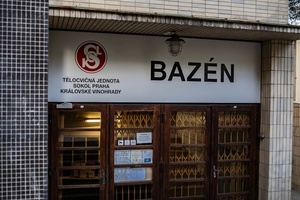 S
TĚLOCVIČNÁ JEDNOTA
SOKOL PRAHA
KRÁLOVSKÉ VINOHRADY
BAZÉN